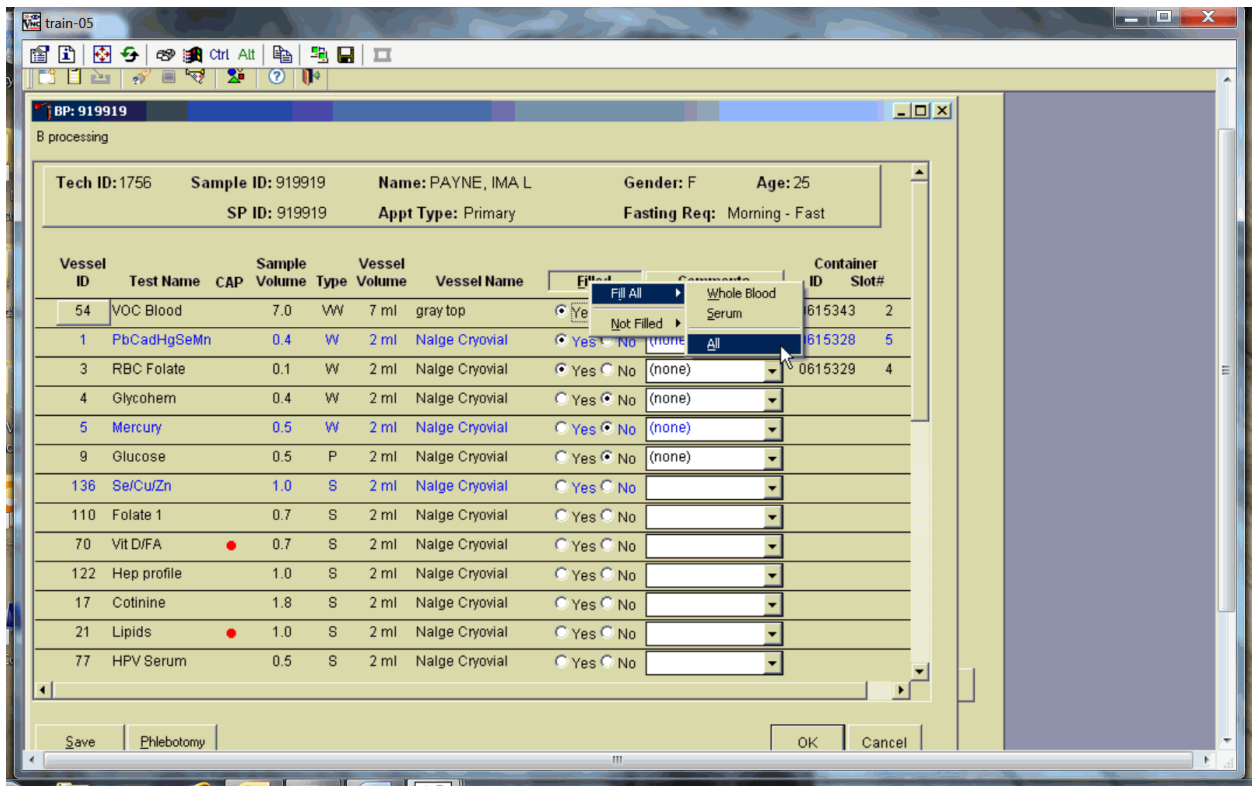 train-05
Ctrl Alt
BP: 919919
B processing
Tech ID: 1756 Sample ID: 919919 Name: PAYNE, IMA L Gender: F Age: 25
SP ID: 919919 Appt Type: Primary Fasting Req: Morning - Fast
Vessel Sample Vessel Container
ID Test Name CAP Volume Type Volume Vessel Name Filled Comments ID Slot#
Fill All Whole Blood
Serum
Not Filled
All
54 VOC Blood 7.0 VW 7 ml gray top Ye 0615343 2
1 PbCadHgSeMn 0.4 W 2 ml Nalge Cryovial Yes No (none) 0615328 5
3 RBC Folate 0.1 W 2 ml Nalge Cryovial Yes No (none) 0615329 4
4 Glycohem 0.4 W 2 ml Nalge Cryovial Yes No (none)
5 Mercury 0.5 W 2 ml Nalge Cryovial Yes No (none)
9 Glucose 0.5 P 2 ml Nalge Cryovial Yes No (none)
136 Se/Cu/Zn 1.0 S 2 ml Nalge Cryovial Yes No
110 Folate 1 0.7 S 2 ml Nalge Cryovial Yes No
70 Vit D/FA 0.7 S 2 ml Nalge Cryovial Yes No
122 Hep profile 1.0 S 2 ml Nalge Cryovial Yes No
17 Cotinine 1.8 S 2 ml Nalge Cryovial Yes No
21 Lipids 1.0 S 2 ml Nalge Cryovial Yes No
77 HPV Serum 0.5 S 2 ml Nalge Cryovial Yes No
Save Phlebotomy OK Cancel